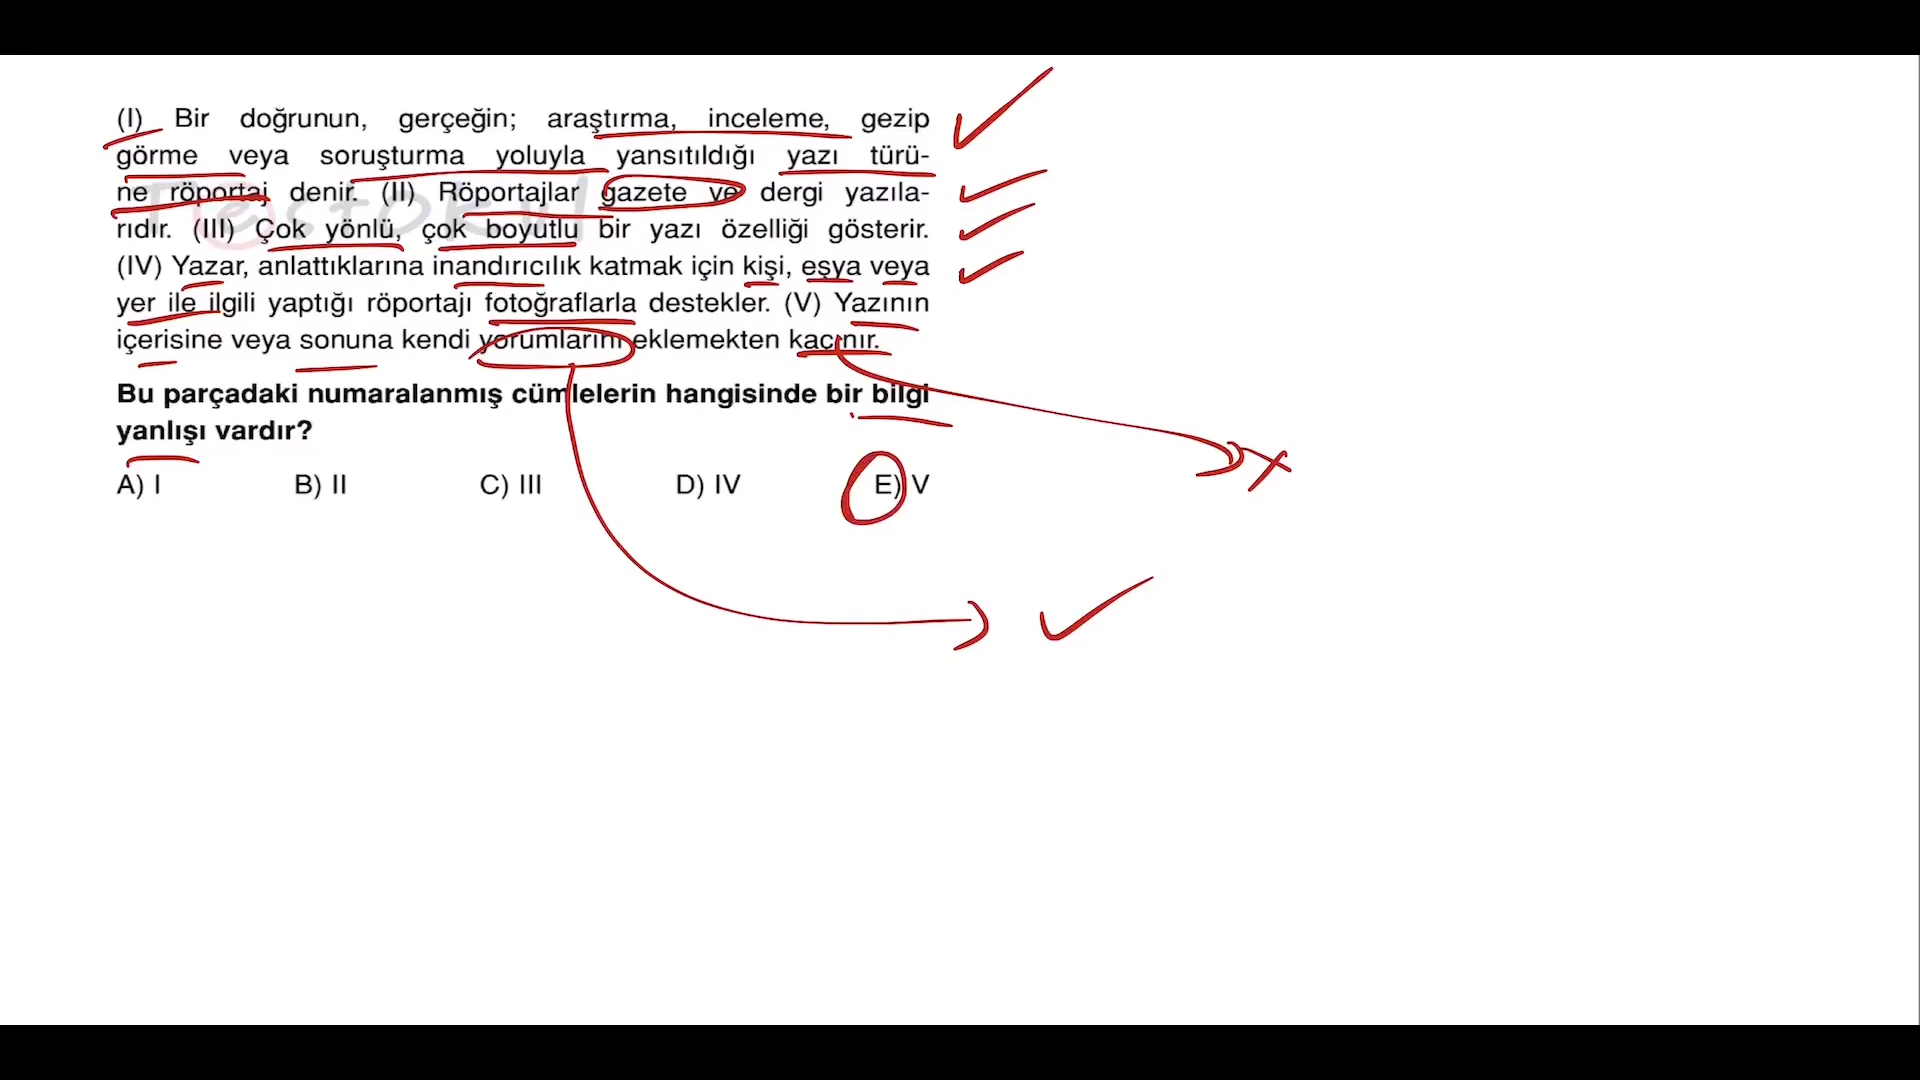 (I) Bir doğrunun, gerçeğin; araştırma, inceleme, gezip
görme veya soruşturma yoluyla yansıtıldığı yazı türü-
ne röportaj denir. (II) Röportajlar gazete ve dergi yazıla-
rıdır. (III) Çok yönlü, çok boyutlu bir yazı özelliği gösterir.
(IV) Yazar, anlattıklarına inandırıcılık katmak için kişi, eşya veya
yer ile ilgili yaptığı röportajı fotoğraflarla destekler. (V) Yazının
içerisine veya sonuna kendi yorumlarını eklemekten kaçınır.
Bu parçadaki numaralanmış cümlelerin hangisinde bir bilgi
yanlışı vardır?
A) I B) II C) III D) IV E) V